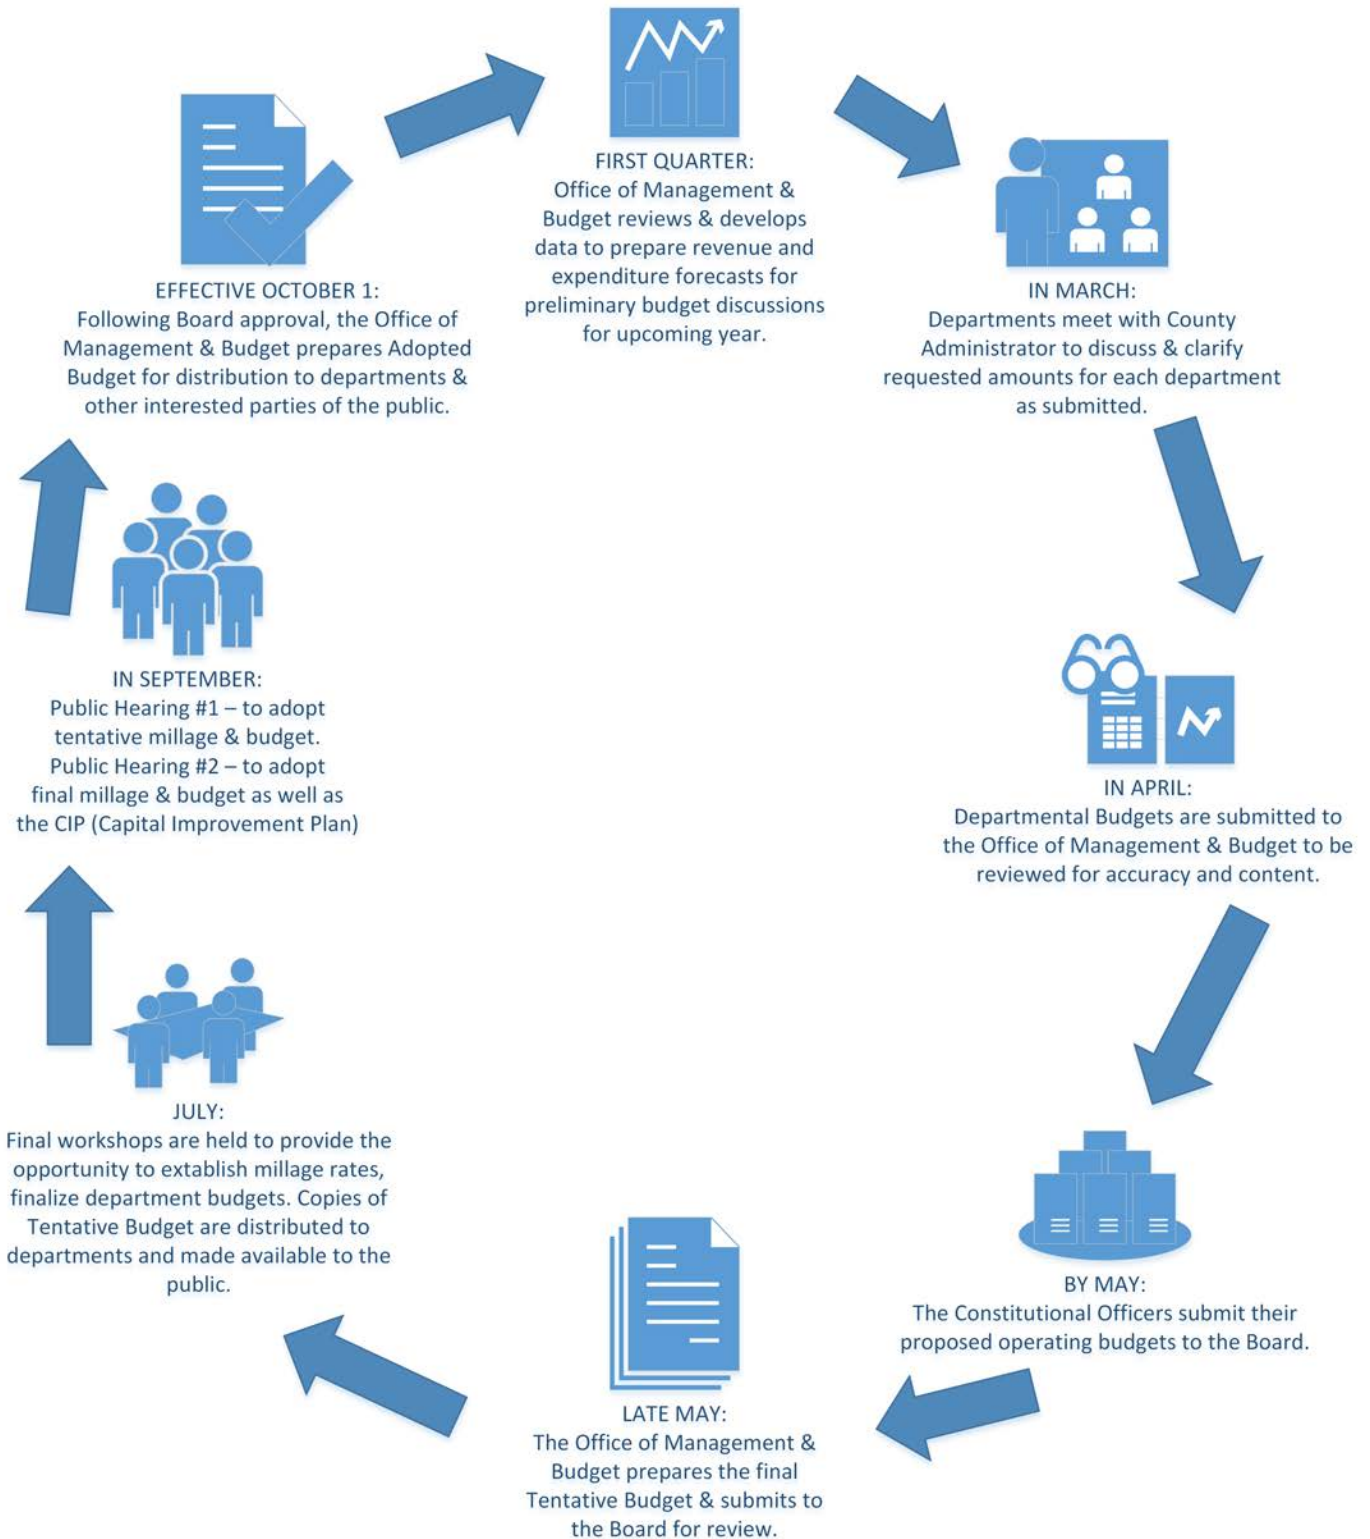 FIRST QUARTER:
Office of Management &
Budget reviews & develops
data to prepare revenue and
expenditure forecasts for
preliminary budget discussions
for upcoming year.
IN MARCH:
Departments meet with County
Administrator to discuss & clarify
requested amounts for each department
as submitted.
IN APRIL:
Departmental Budgets are submitted to
the Office of Management & Budget to be
reviewed for accuracy and content.
BY MAY:
The Constitutional Officers submit their
proposed operating budgets to the Board.
LATE MAY:
The Office of Management &
Budget prepares the final
Tentative Budget & submits to
the Board for review.
JULY:
Final workshops are held to provide the
opportunity to extablish millage rates,
finalize department budgets. Copies of
Tentative Budget are distributed to
departments and made available to the
public.
IN SEPTEMBER:
Public Hearing #1 – to adopt
tentative millage & budget.
Public Hearing #2 – to adopt
final millage & budget as well as
the CIP (Capital Improvement Plan)
EFFECTIVE OCTOBER 1:
Following Board approval, the Office of
Management & Budget prepares Adopted
Budget for distribution to departments &
other interested parties of the public.